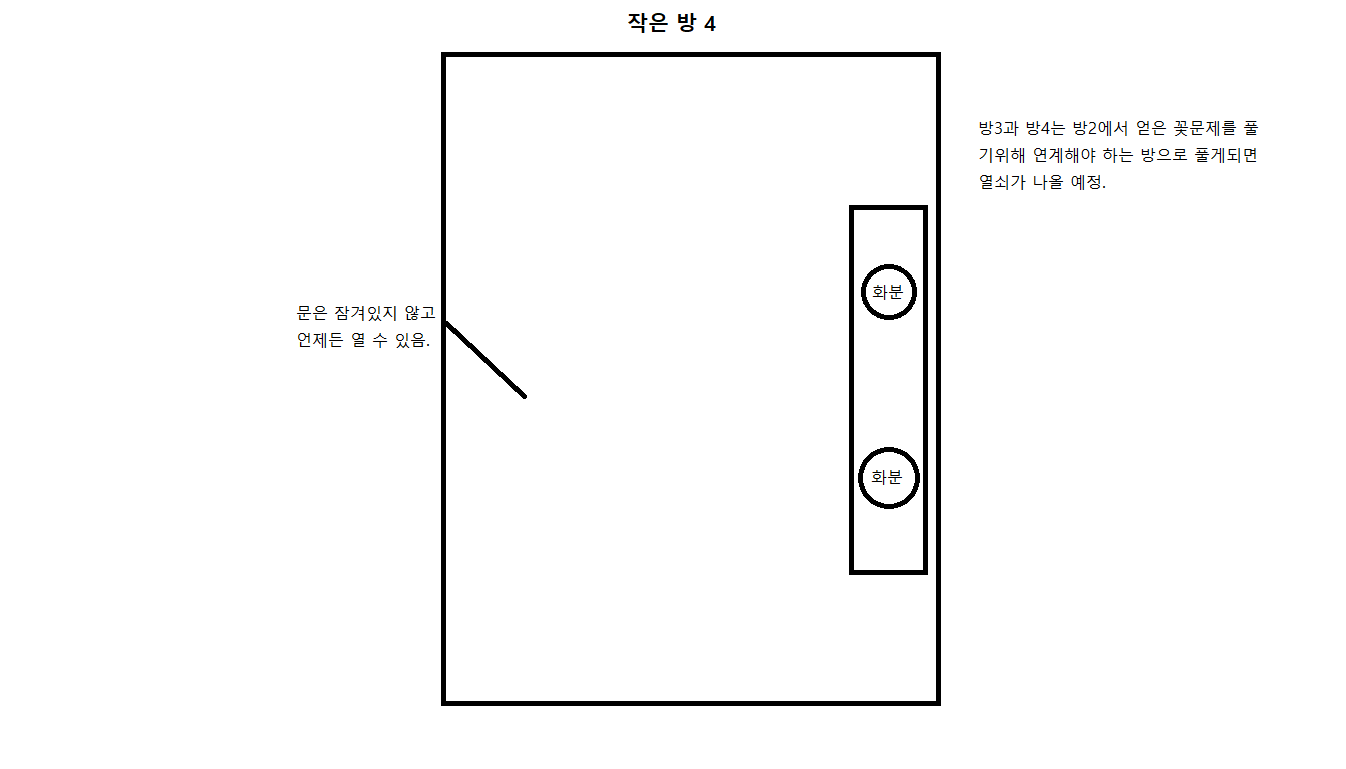 작은 방 4
방3과 방4는 방2에서 얻은 꽃문제를 풀
기위해 연계해야 하는 방으로 풀게되면
열쇠가 나올 예정.
화분
문은 잠겨있지 않고
언제든 열 수 있음.
화분